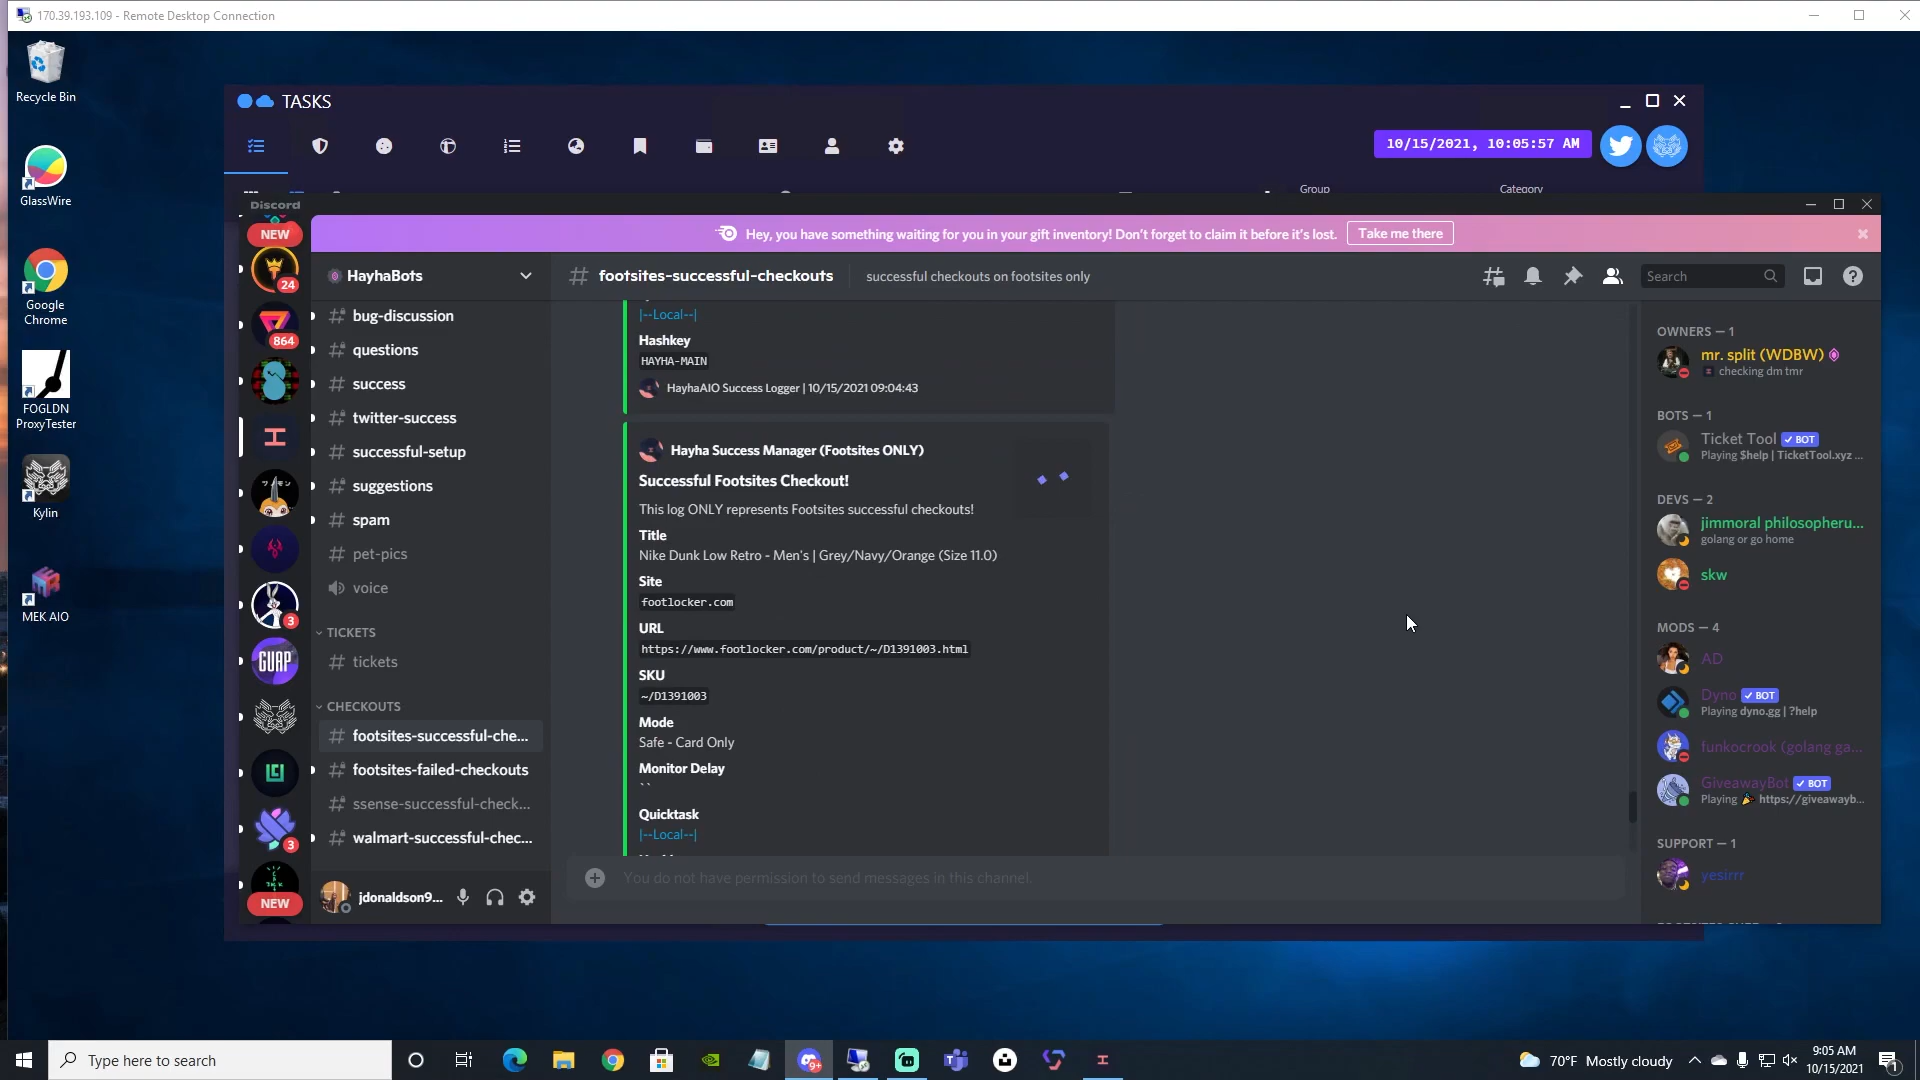 170.39.193.109 - Remote Desktop Connection
Recycle Bin
GlassWire
Google
Chrome
FOGLDN
ProxyTester
Kylin
MEK AIO
TASKS
10/15/2021, 10:05:57 AM
Group
Category
Discord
Hey, you have something waiting for you in your gift inventory! Don't forget to claim it before it's lost.
Take me there
NEW
24
864
3
GUAP
3
NEW
HayhaBots
bug-discussion
questions
success
twitter-success
successful-setup
suggestions
spam
pet-pics
voice
TICKETS
tickets
CHECKOUTS
footsites-successful-che...
footsites-failed-checkouts
ssense-successful-check...
walmart-successful-chec...
jdonaldson9...
footsites-successful-checkouts
successful checkouts on footsites only
Search
|--Local--|
Hashkey
HAYHA-MAIN
HayhaAIO Success Logger | 10/15/2021 09:04:43
Hayha Success Manager (Footsites ONLY)
Successful Footsites Checkout!
This log ONLY represents Footsites successful checkouts!
Title
Nike Dunk Low Retro - Men's | Grey/Navy/Orange (Size 11.0)
Site
footlocker.com
URL
https://www.footlocker.com/product/~/D1391003.html
SKU
~/D1391003
Mode
Safe - Card Only
Monitor Delay
``
Quicktask
|--Local--|
You do not have permission to send messages in this channel.
OWNERS — 1
mr. split (WDBW)
checking dm tmr
BOTS — 1
Ticket Tool BOT
Playing $help | TicketTool.xyz ...
DEVS — 2
jimmoral philosopheru...
golang or go home
skw
MODS — 4
AD
Dyno BOT
Playing dyno.gg | ?help
funkocrook (golang ga...
GiveawayBot BOT
Playing 🎉 https://giveawayb...
SUPPORT — 1
yesirrr
Type here to search
9+
70°F Mostly cloudy
9:05 AM
10/15/2021
1